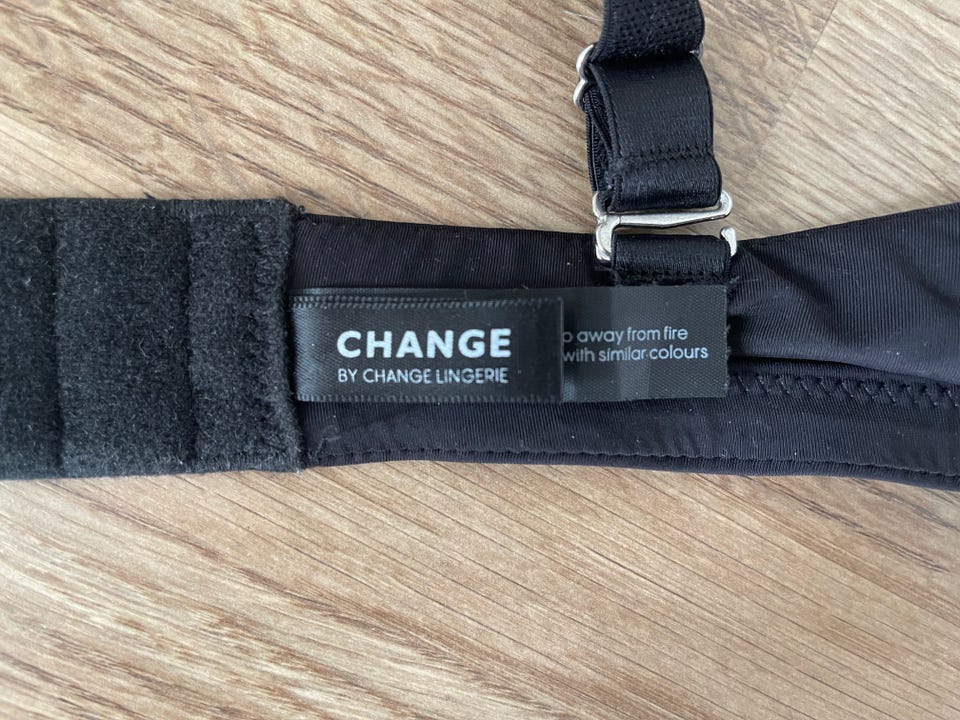 CHANGE
BY CHANGE LINGERIE
away from fire
with similar colours